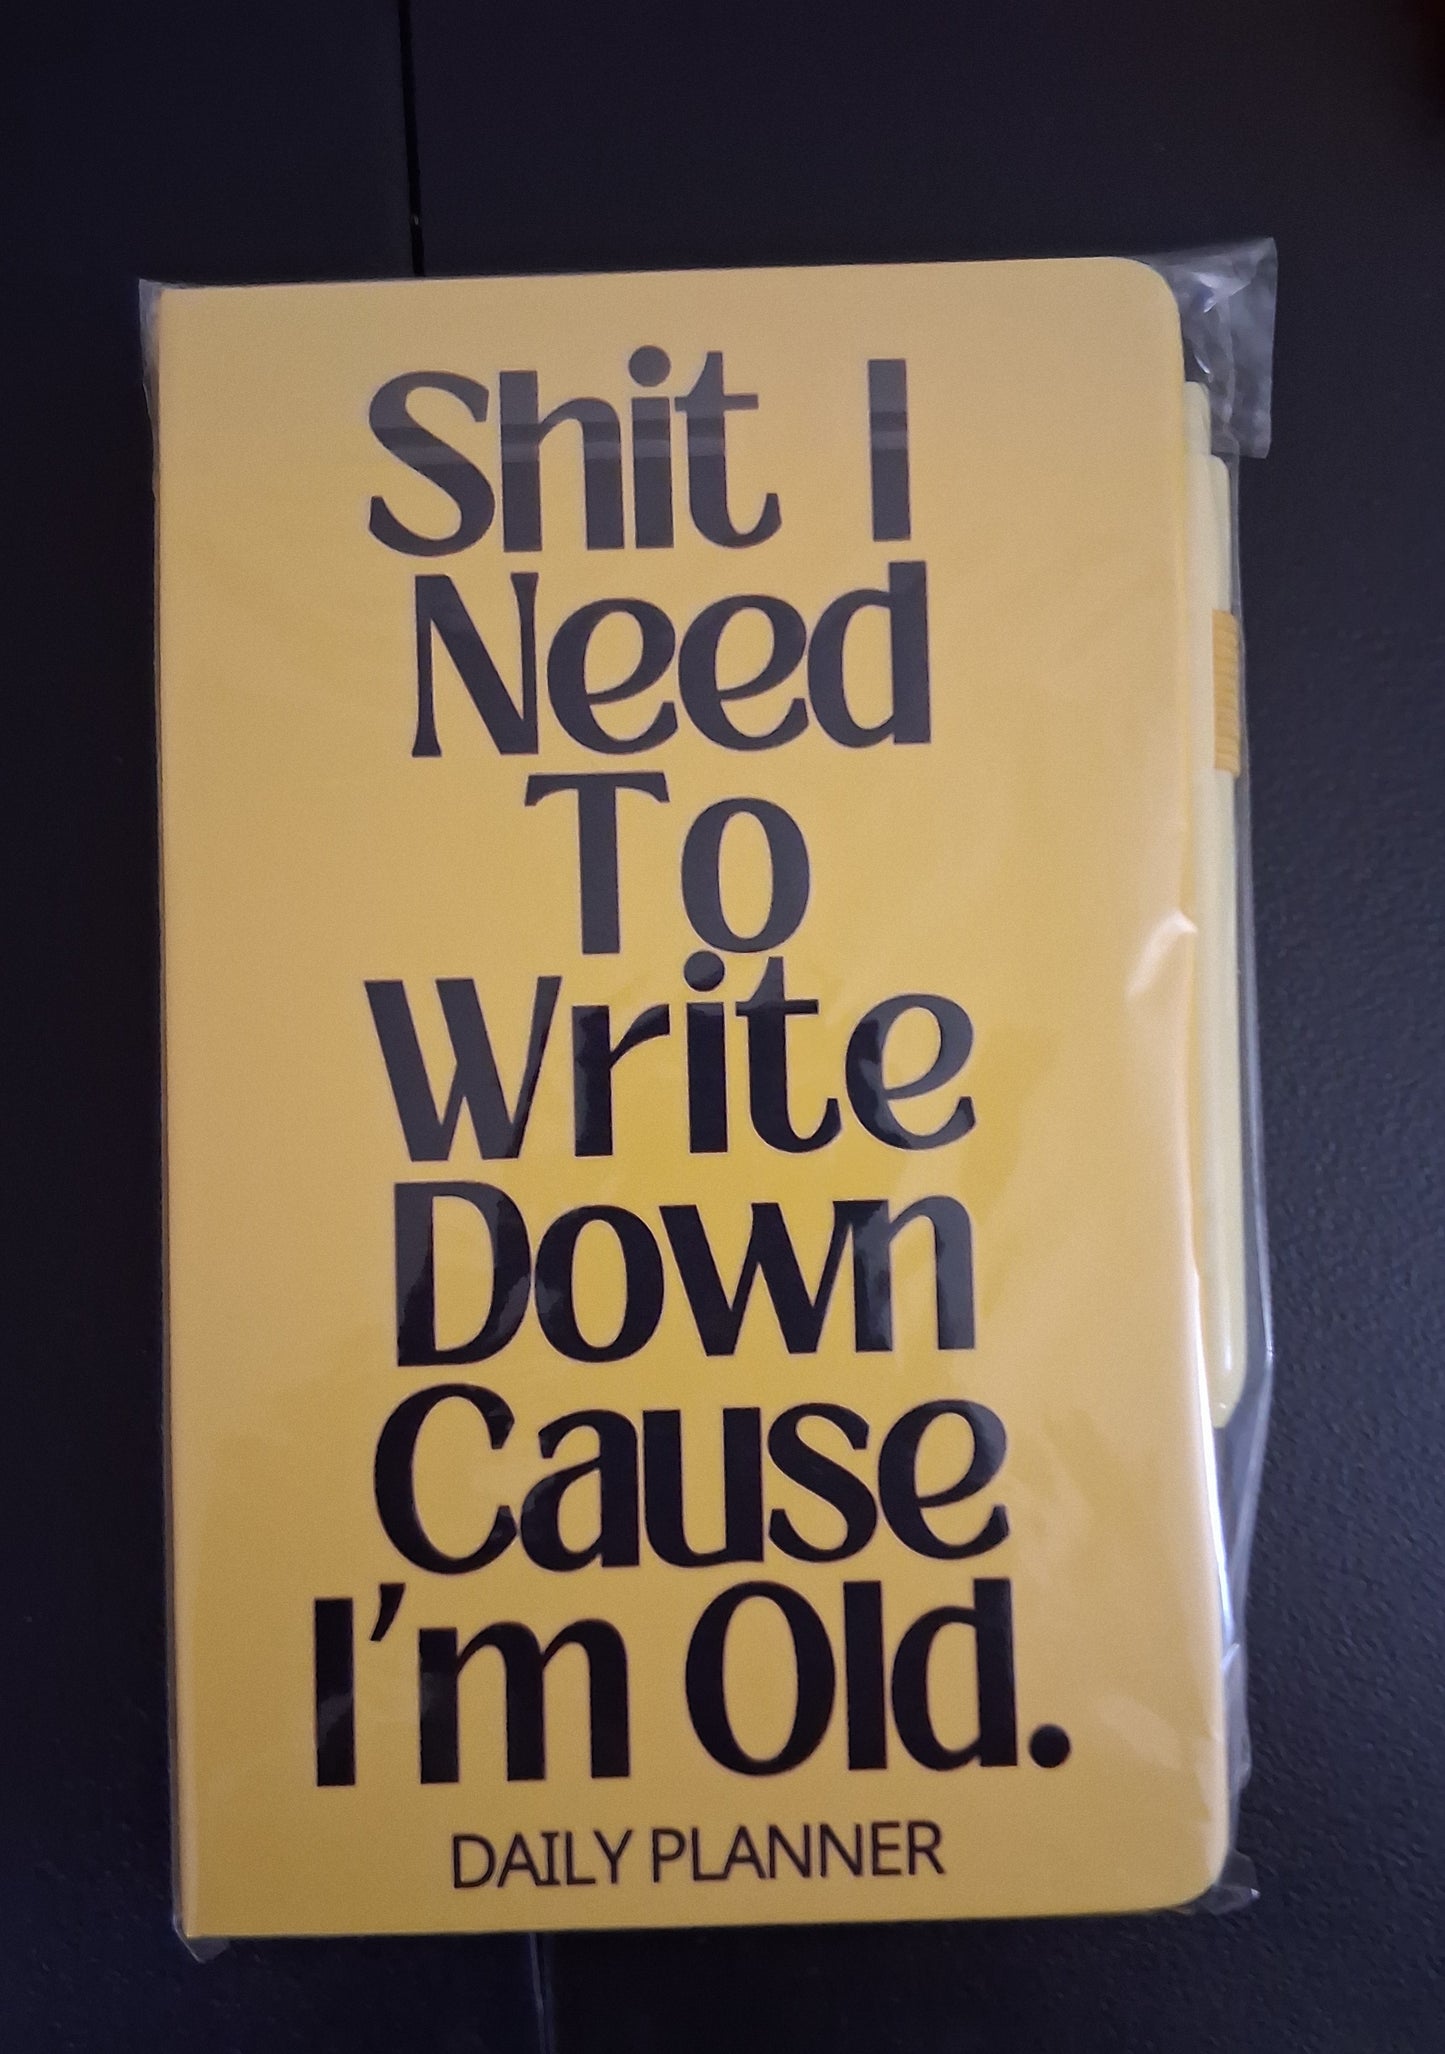 Shit I
Need
To
Write
Down
Cause
I'm Old.
DAILY PLANNER